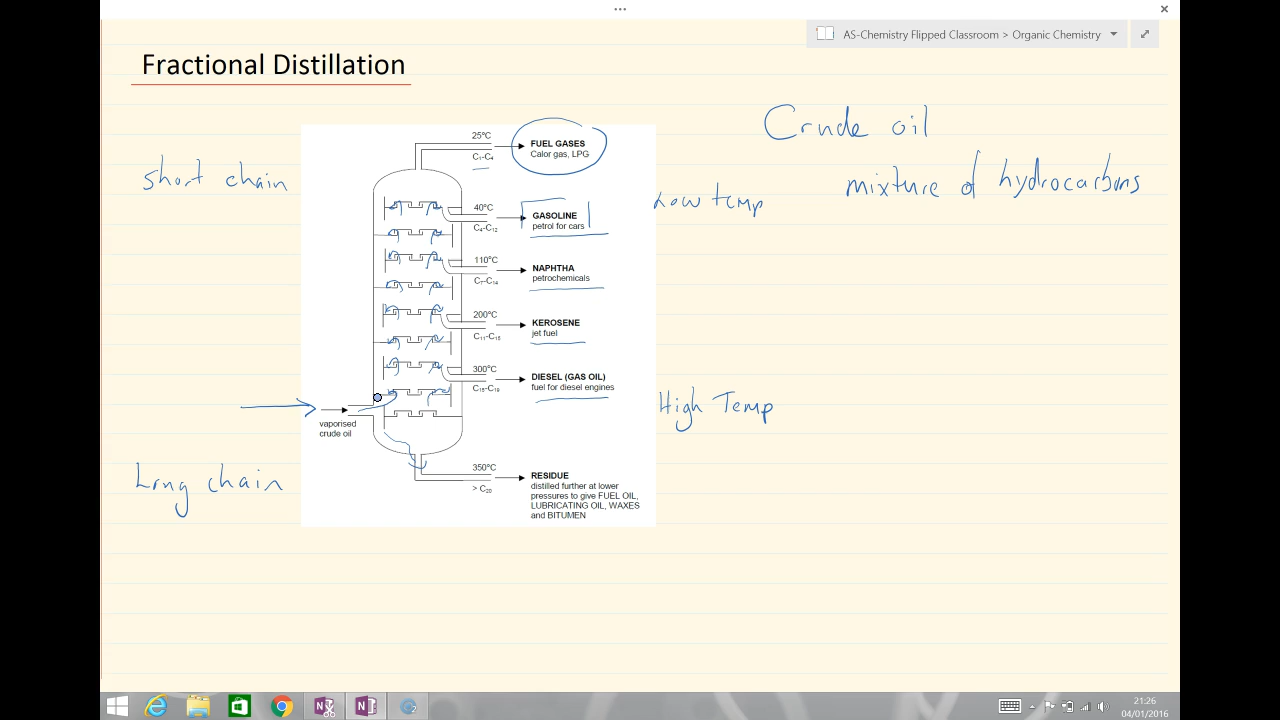 AS-Chemistry Flipped Classroom > Organic Chemistry
Fractional Distillation
Crude oil
mixture of hydrocarbons
short chain
Low temp
High Temp
Long chain
25°C
C₁-C₄
FUEL GASES
Calor gas, LPG
40°C
C₄-C₁₂
GASOLINE
petrol for cars
110°C
C₇-C₁₄
NAPHTHA
petrochemicals
200°C
C₁₁-C₁₅
KEROSENE
jet fuel
300°C
C₁₅-C₁₉
DIESEL (GAS OIL)
fuel for diesel engines
vaporised
crude oil
350°C
> C₂₀
RESIDUE
distilled further at lower
pressures to give FUEL OIL,
LUBRICATING OIL, WAXES
and BITUMEN
21:26
04/01/2016